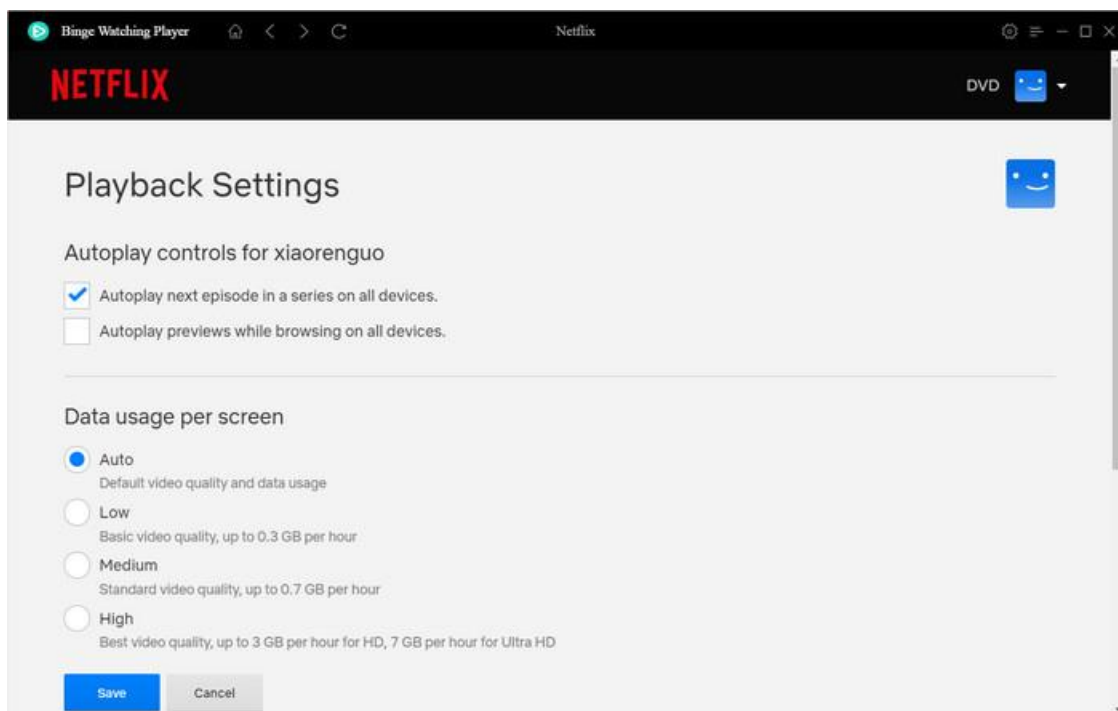 Binge Watching Player
Netflix
NETFLIX
DVD
Playback Settings
Autoplay controls for xiaorenguo
Autoplay next episode in a series on all devices.
Autoplay previews while browsing on all devices.
Data usage per screen
Auto
Default video quality and data usage
Low
Basic video quality, up to 0.3 GB per hour
Medium
Standard video quality, up to 0.7 GB per hour
High
Best video quality, up to 3 GB per hour for HD, 7 GB per hour for Ultra HD
Save Cancel